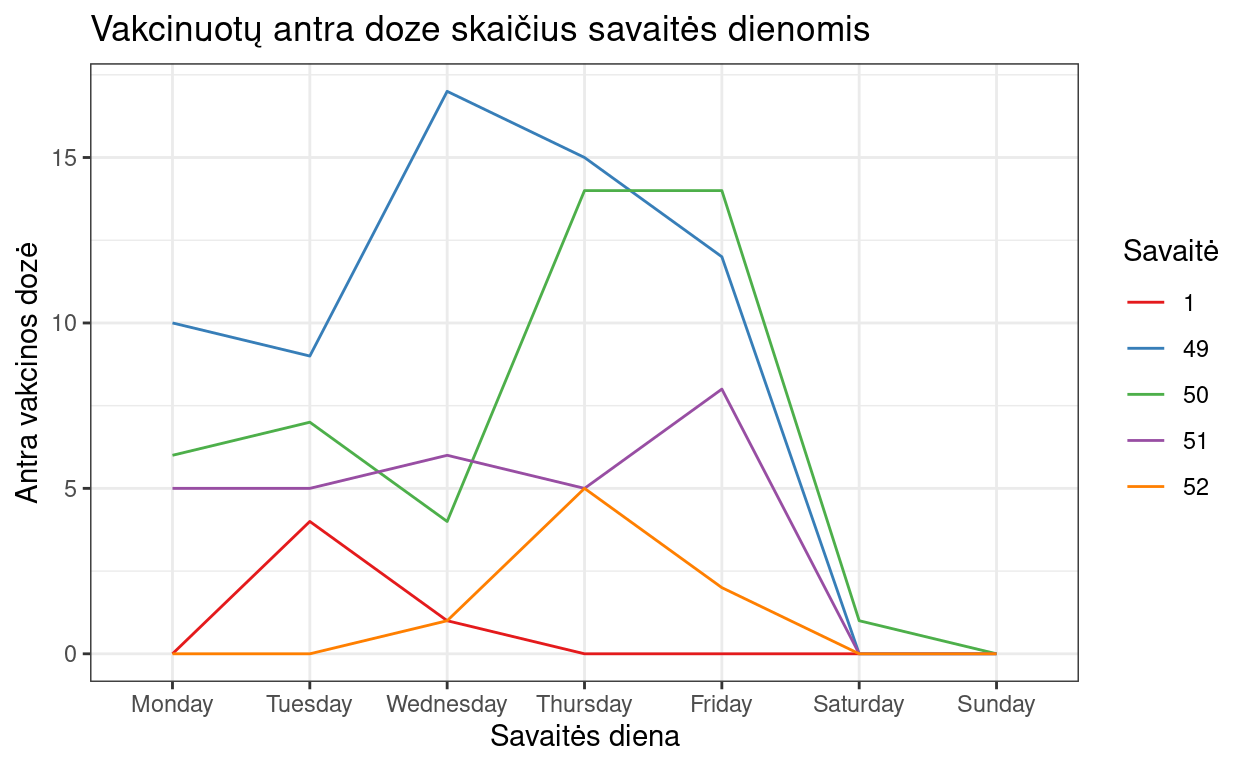 Vakcinuotų antra doze skaičius savaitės dienomis
Antra vakcinos dozė
15
10
5
0
Monday Tuesday Wednesday Thursday Friday Saturday Sunday
Savaitės diena
Savaitė
1
49
50
51
52